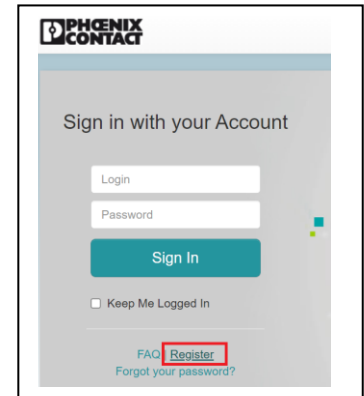 PHŒNIX
CONTACT
Sign in with your Account
Login
Password
Sign In
Keep Me Logged In
FAQ Register
Forgot your password?